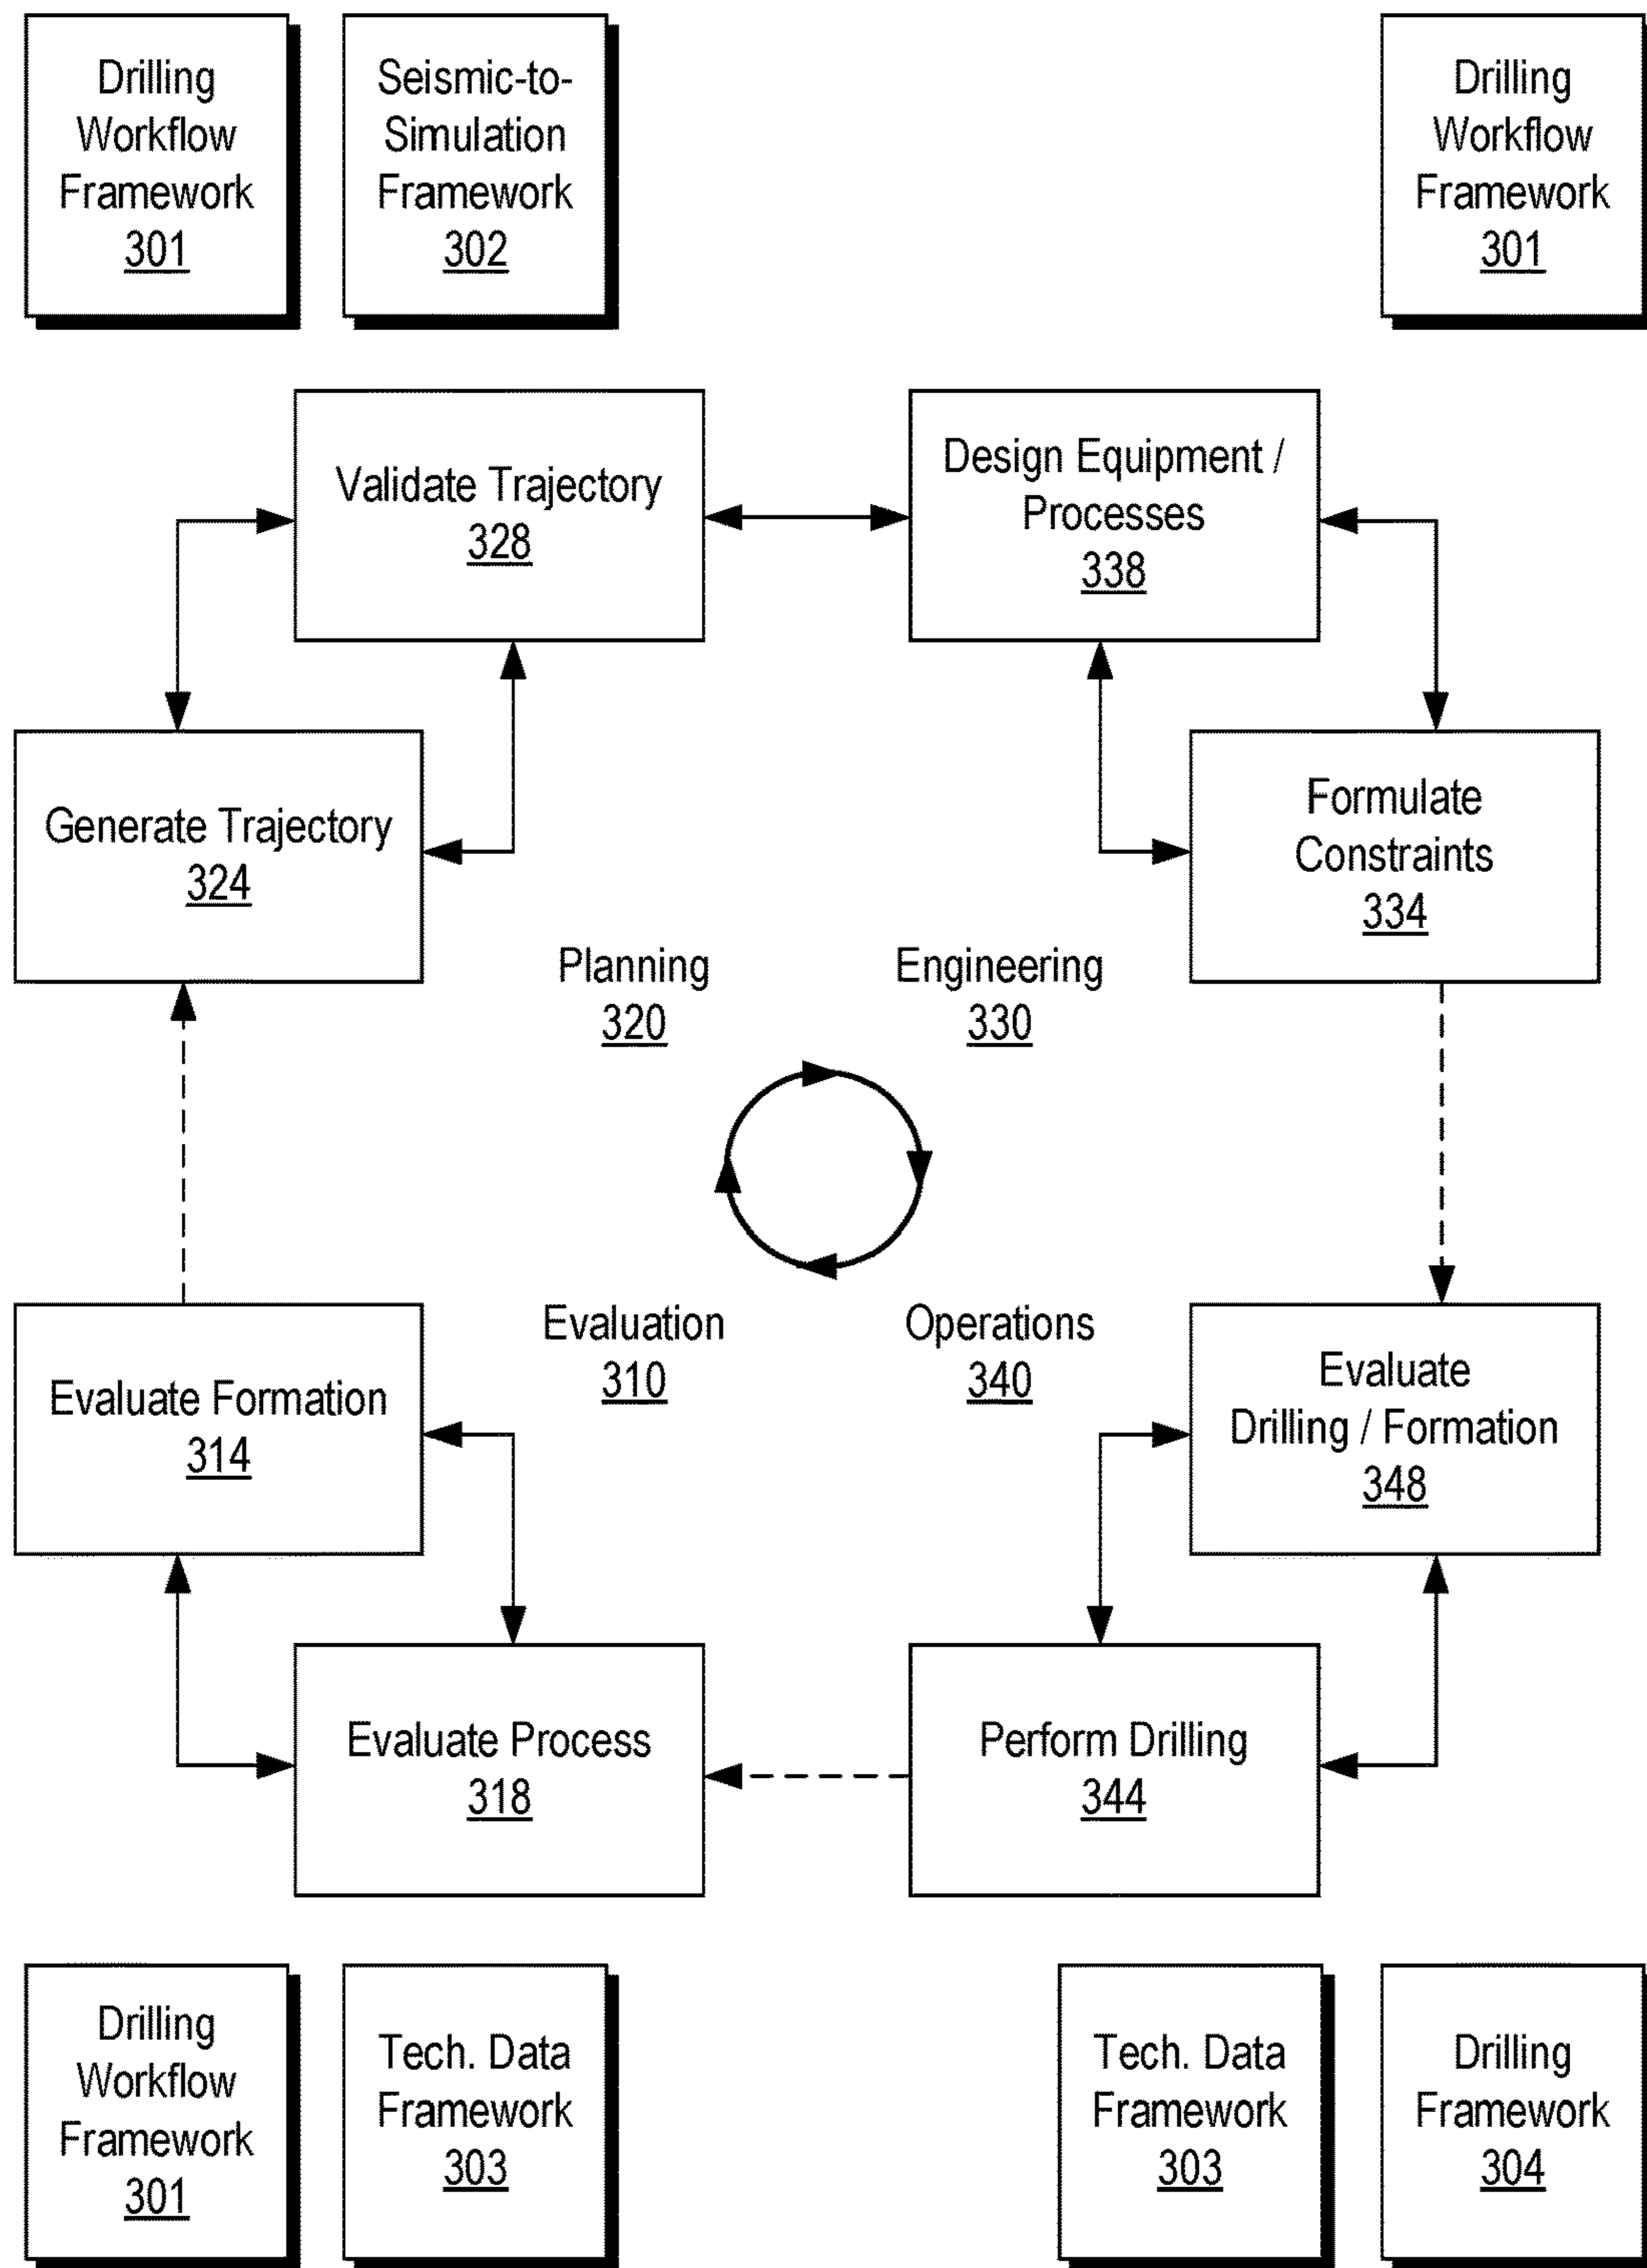 Drilling
Workflow
Framework
301
Seismic-to-
Simulation
Framework
302
Drilling
Workflow
Framework
301
Validate Trajectory
328
Design Equipment /
Processes
338
Generate Trajectory
324
Formulate
Constraints
334
Planning
320
Engineering
330
Evaluation
310
Operations
340
Evaluate Formation
314
Evaluate
Drilling / Formation
348
Evaluate Process
318
Perform Drilling
344
Drilling
Workflow
Framework
301
Tech. Data
Framework
303
Tech. Data
Framework
303
Drilling
Framework
304